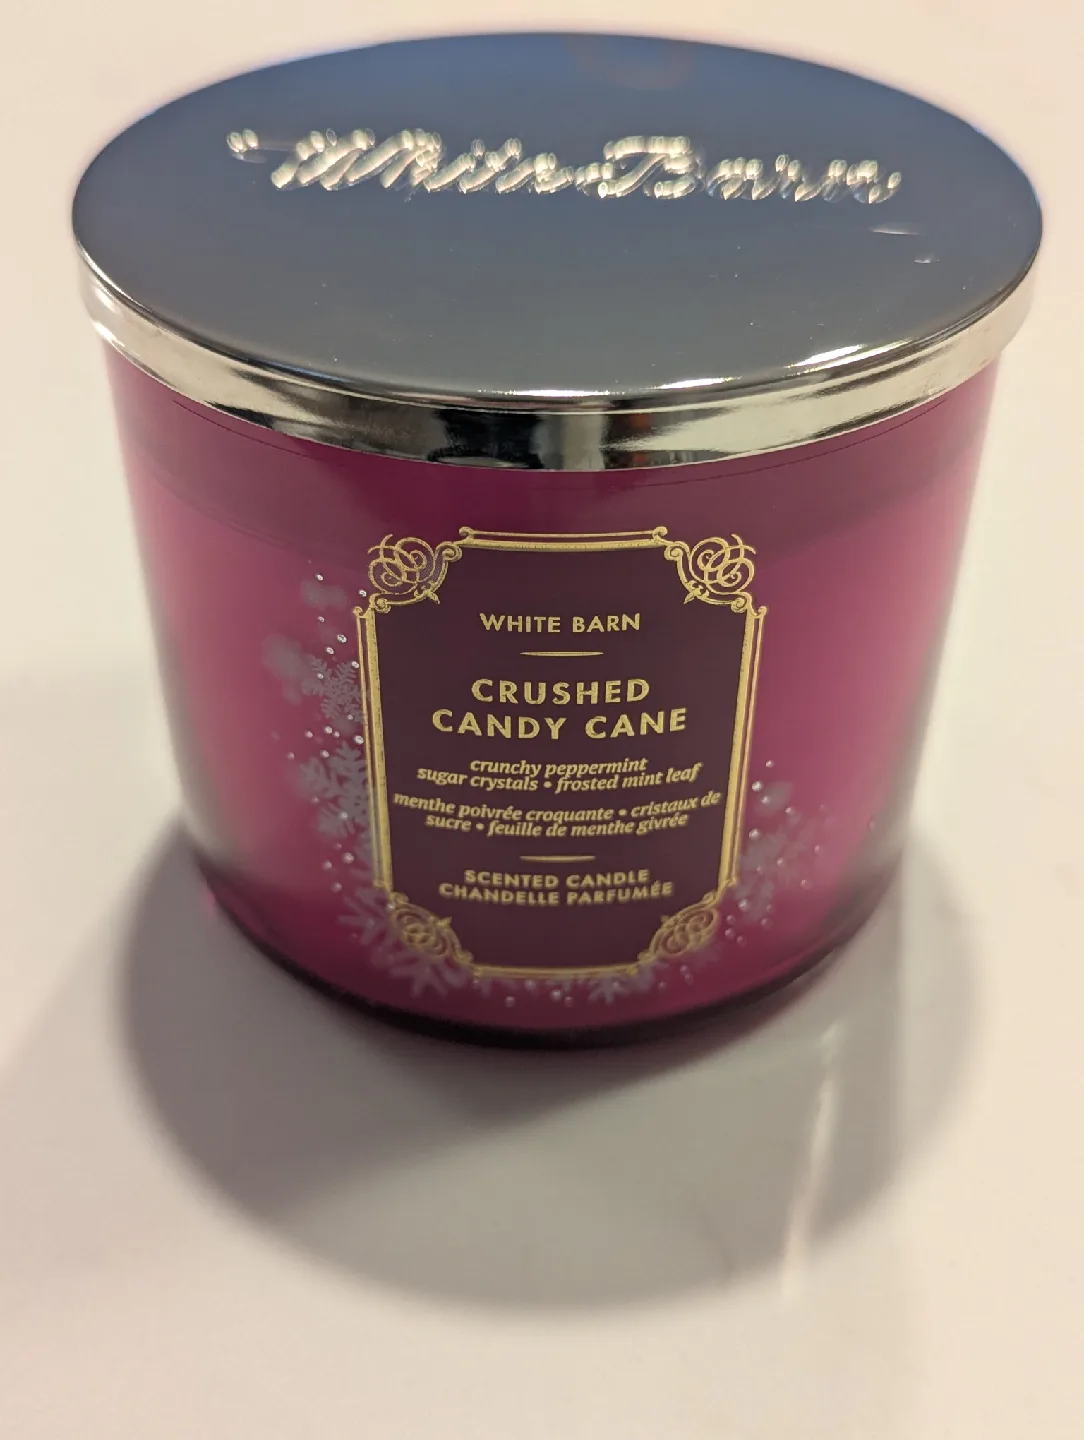 White Barn
WHITE BARN
CRUSHED
CANDY CANE
crunchy peppermint
sugar crystals • frosted mint leaf
menthe poivrée croquante • cristaux de
sucre • feuille de menthe givrée
SCENTED CANDLE
CHANDELLE PARFUMÉE